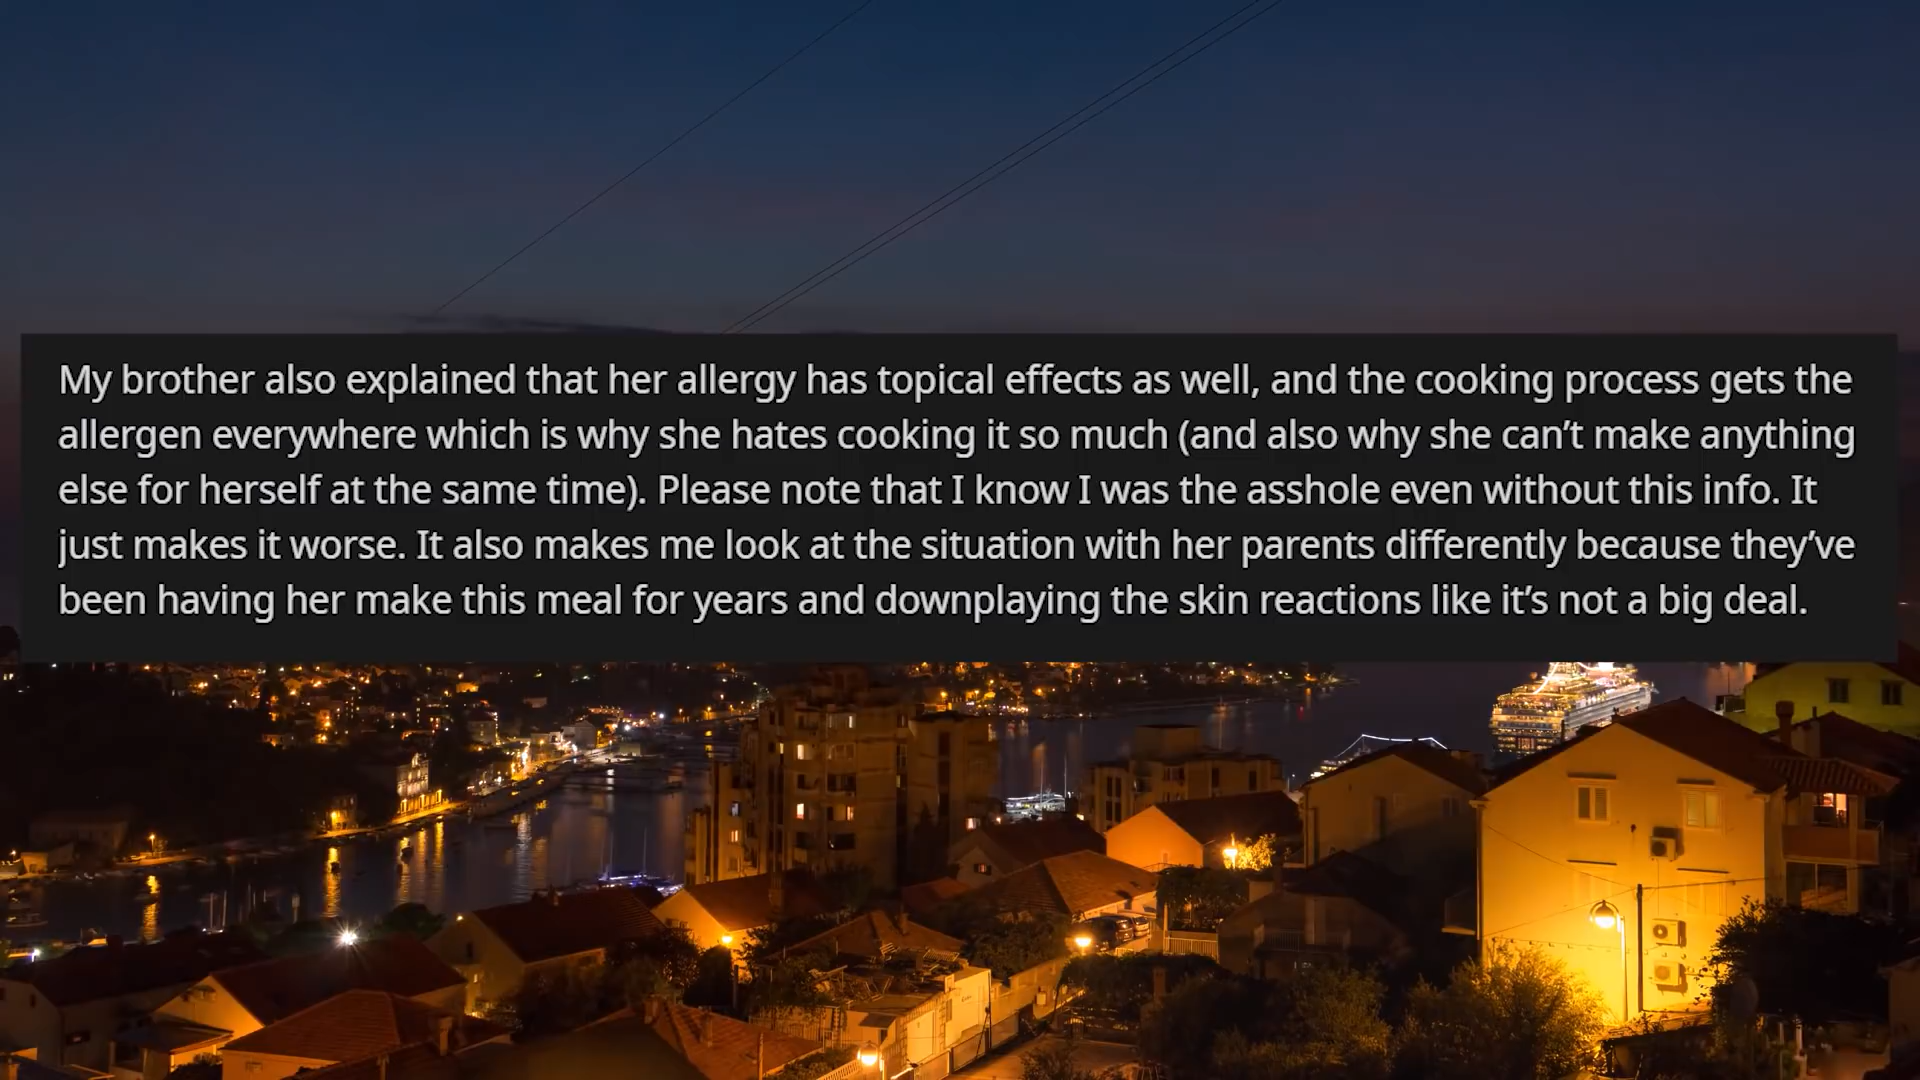 My brother also explained that her allergy has topical effects as well, and the cooking process gets the
allergen everywhere which is why she hates cooking it so much (and also why she can’t make anything
else for herself at the same time). Please note that I know I was the asshole even without this info. It
just makes it worse. It also makes me look at the situation with her parents differently because they’ve
been having her make this meal for years and downplaying the skin reactions like it’s not a big deal.